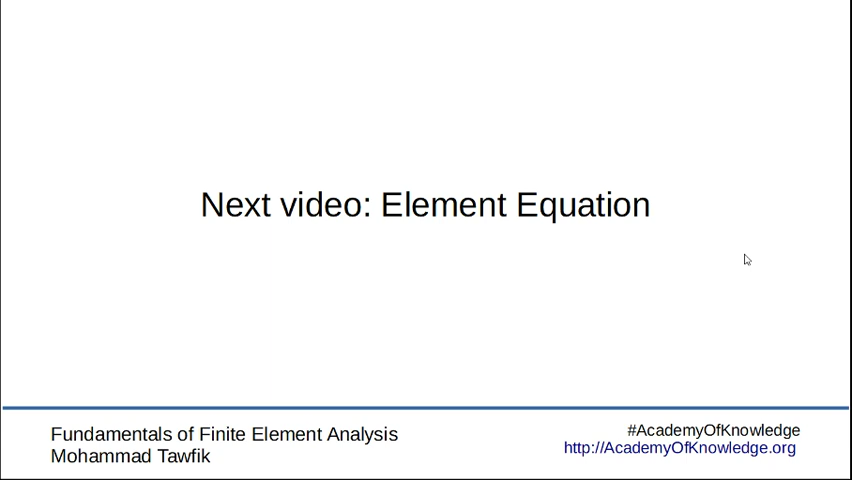 Next video: Element Equation
Fundamentals of Finite Element Analysis
Mohammad Tawfik
#AcademyOfKnowledge
http://AcademyOfKnowledge.org